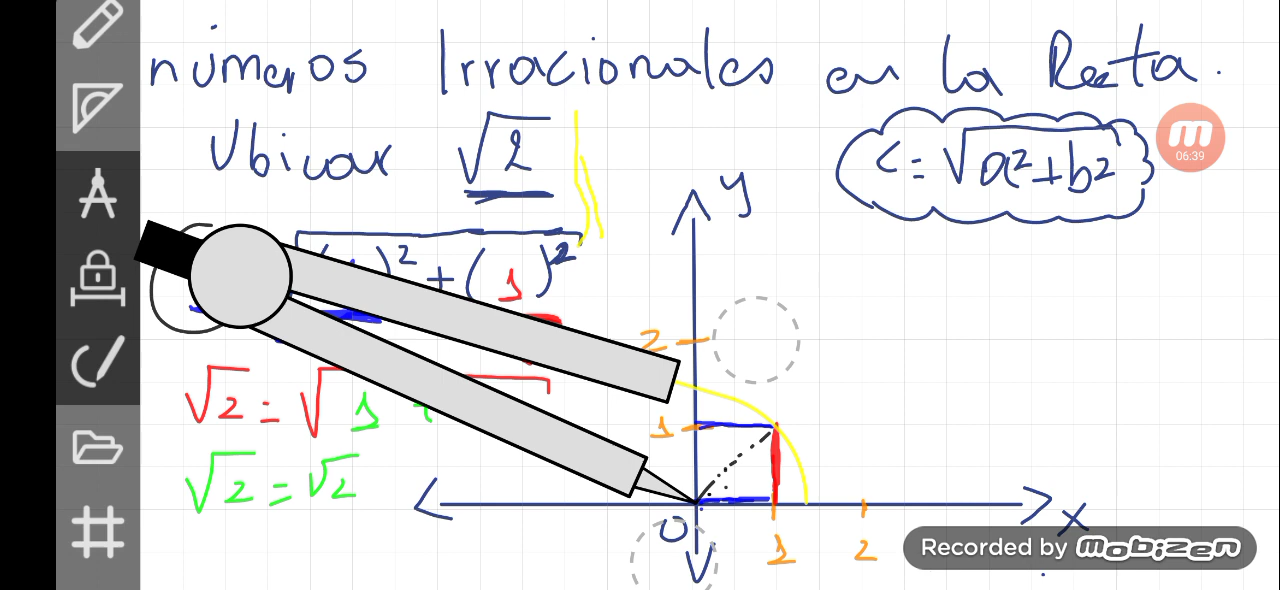 números Irracionales en la Recta.
Ubicar √2
c = √a²+b²
06:39
y
)² + (1)²
2
√2 = √1 +
1
√2 = √2
0
x
1 2
Recorded by mobizen